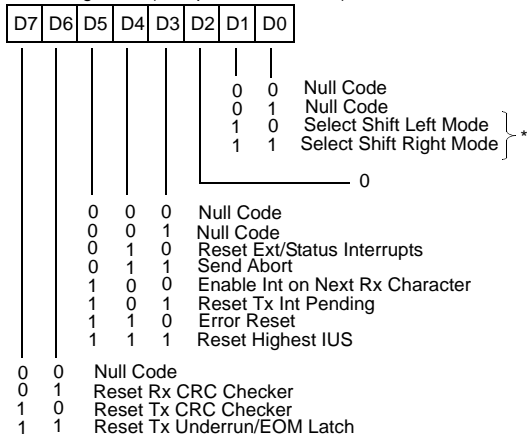 D7 D6 D5 D4 D3 D2 D1 D0
0 0 Null Code
0 1 Null Code
1 0 Select Shift Left Mode
1 1 Select Shift Right Mode
*
0
0 0 0 Null Code
0 0 1 Null Code
0 1 0 Reset Ext/Status Interrupts
0 1 1 Send Abort
1 0 0 Enable Int on Next Rx Character
1 0 1 Reset Tx Int Pending
1 1 0 Error Reset
1 1 1 Reset Highest IUS
0 0 Null Code
0 1 Reset Rx CRC Checker
1 0 Reset Tx CRC Checker
1 1 Reset Tx Underrun/EOM Latch